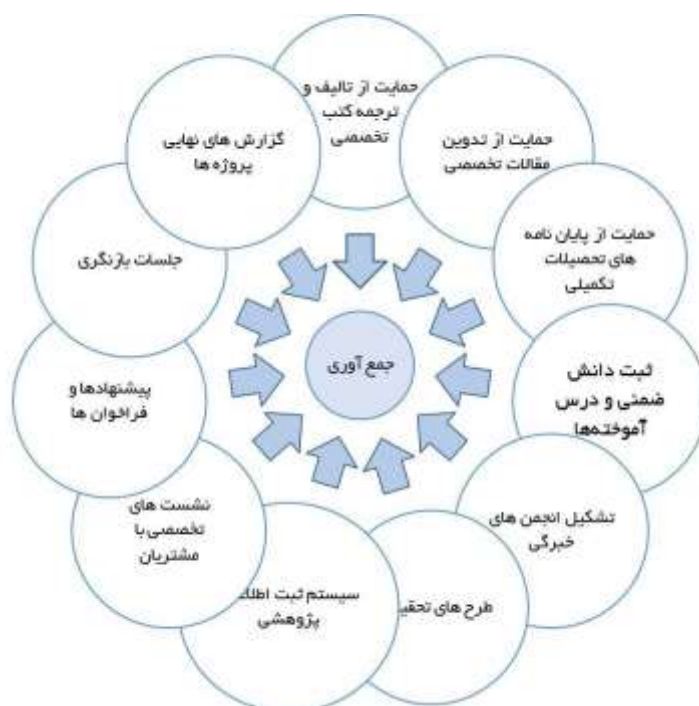 حمایت از تالیف و
ترجمه کتب
تخصصی
حمایت از تدوین
مقالات تخصصی
حمایت از پایان نامه
های تحصیلات
تکمیلی
ثبت دانش
ضمنی و درس
آموخته‌ها
تشکیل انجمن های
خبرگی
طرح های
سیستم ثبت
پژوهشی
نشست های
تخصصی با
مشتریان
پیشنهادها و
فراخوان ها
جلسات بازنگری
گزارش های نهایی
پروژه ها
جمع آوری